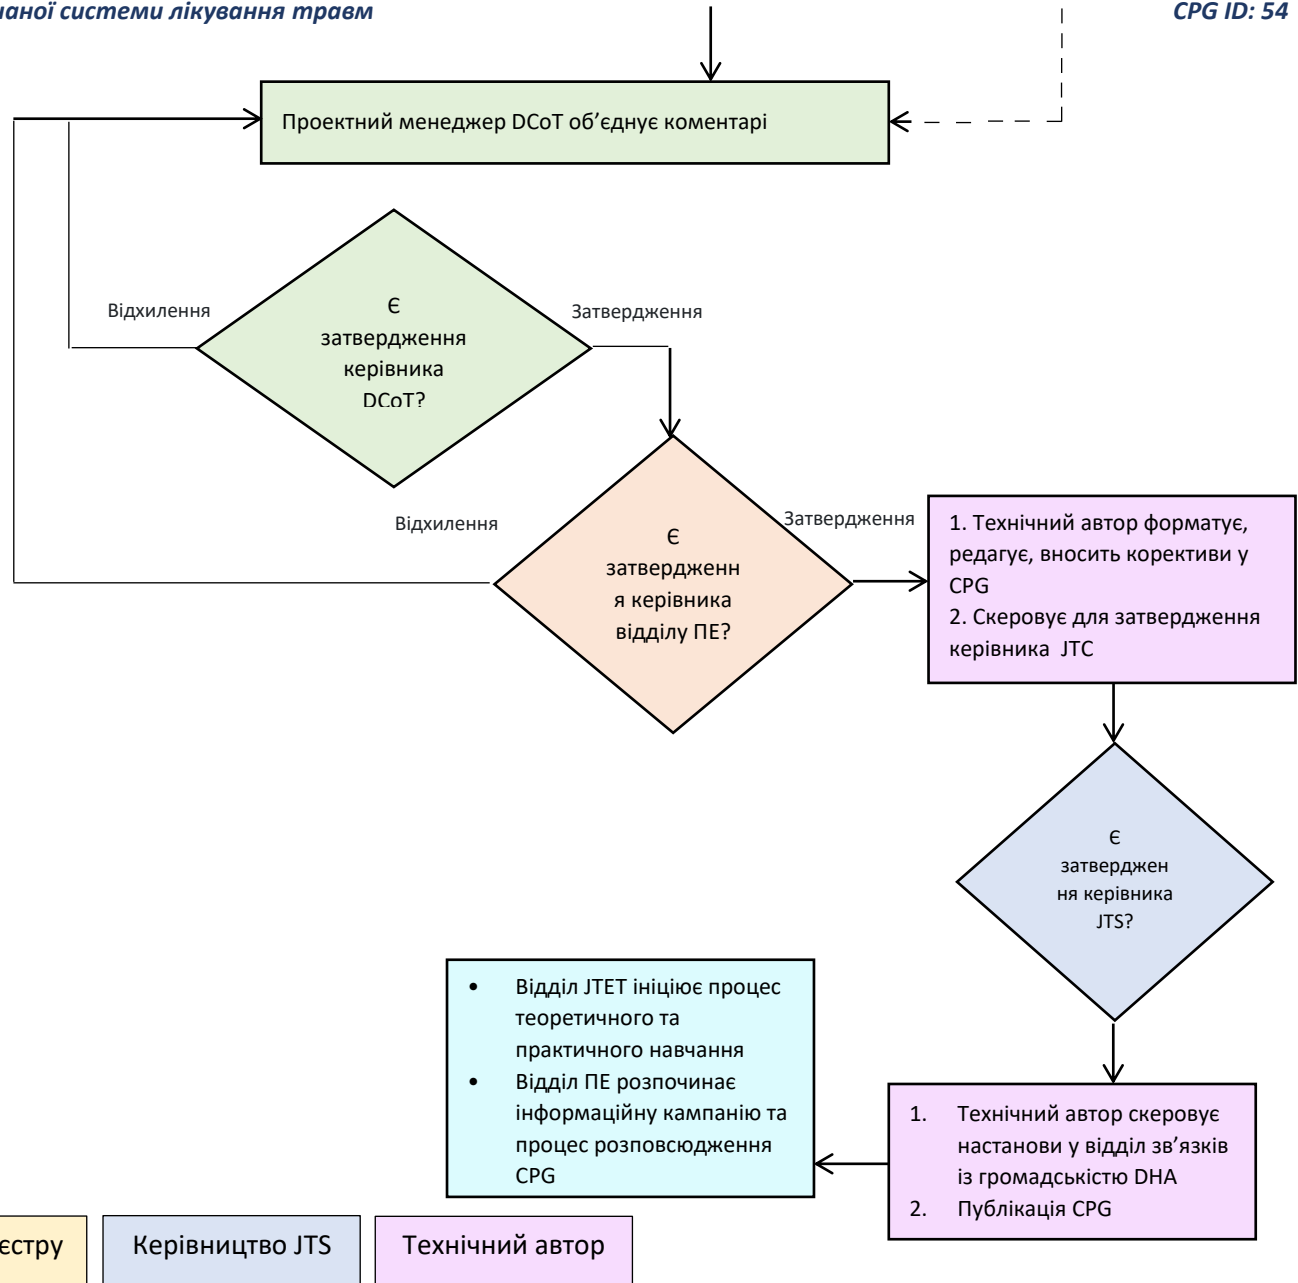 системи лікування травм
CPG ID: 54
Проектний менеджер DCoT об’єднує коментарі
Відхилення
Є
затвердження
керівника
DCoT?
Затвердження
Відхилення
Є
затвердженн
я керівника
відділу ПЕ?
Затвердження
1. Технічний автор форматує,
редагує, вносить корективи у
CPG
2. Скеровує для затвердження
керівника JTC
Є
затверджен
ня керівника
JTS?
• Відділ JTET ініціює процес
теоретичного та
практичного навчання
• Відділ ПЕ розпочинає
інформаційну кампанію та
процес розповсюдження
CPG
1. Технічний автор скеровує
настанови у відділ зв’язків
із громадськістю DHA
2. Публікація CPG
Керівництво JTS
Технічний автор